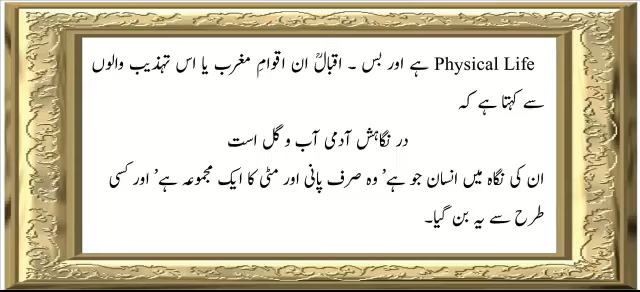 Physical Life ہے اور بس ۔ اقبالؒ ان اقوامِ مغرب یا اس تہذیب والوں
سے کہتا ہے کہ
در نگاہش آدمی آب و گل است
ان کی نگاہ میں انسان جو ہے’ وہ صرف پانی اور مٹی کا ایک مجموعہ ہے’ اور کسی
طرح سے یہ بن گیا۔